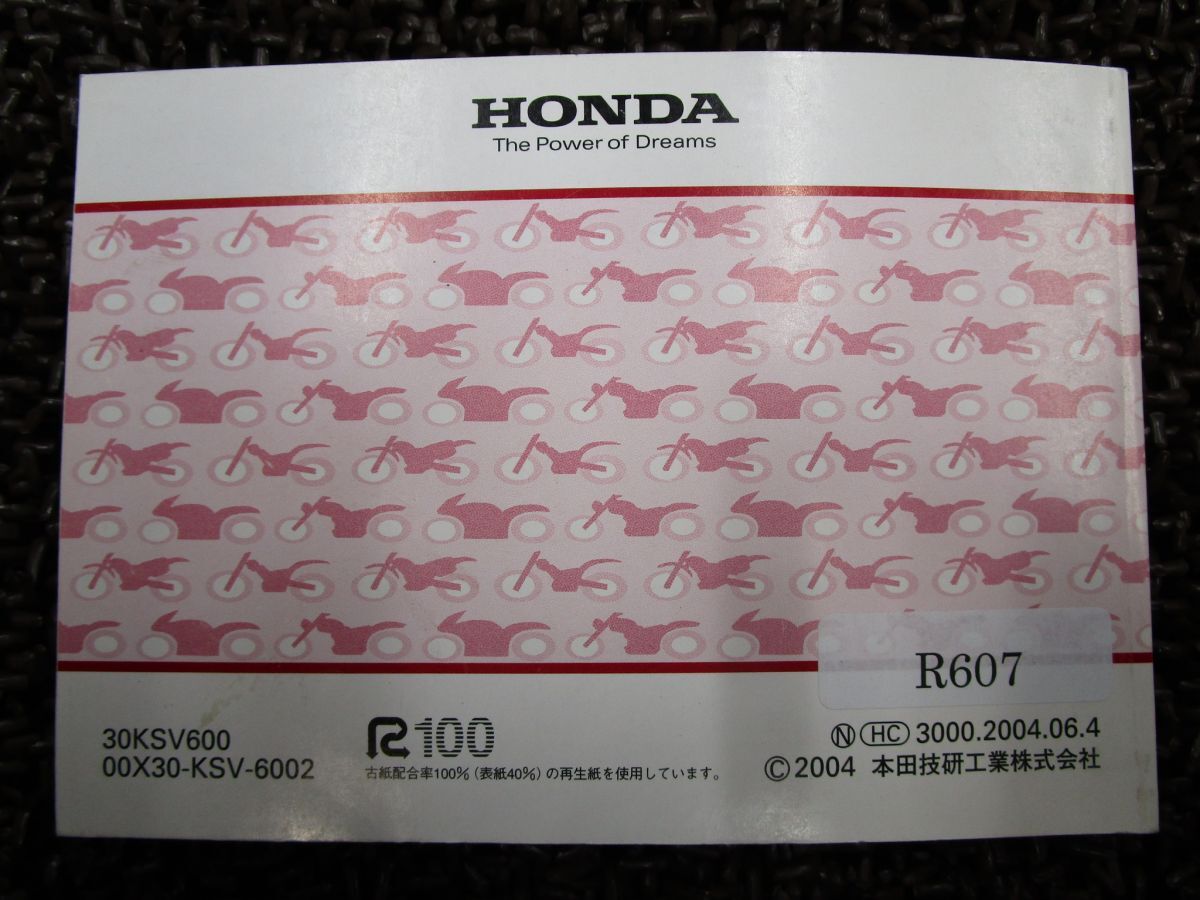 HONDA
The Power of Dreams
R607
30KSV600
00X30-KSV-6002
R100
古紙配合率100%(表紙40%)の再生紙を使用しています。
Ⓝ HC 3000.2004.06.4
©2004 本田技研工業株式会社